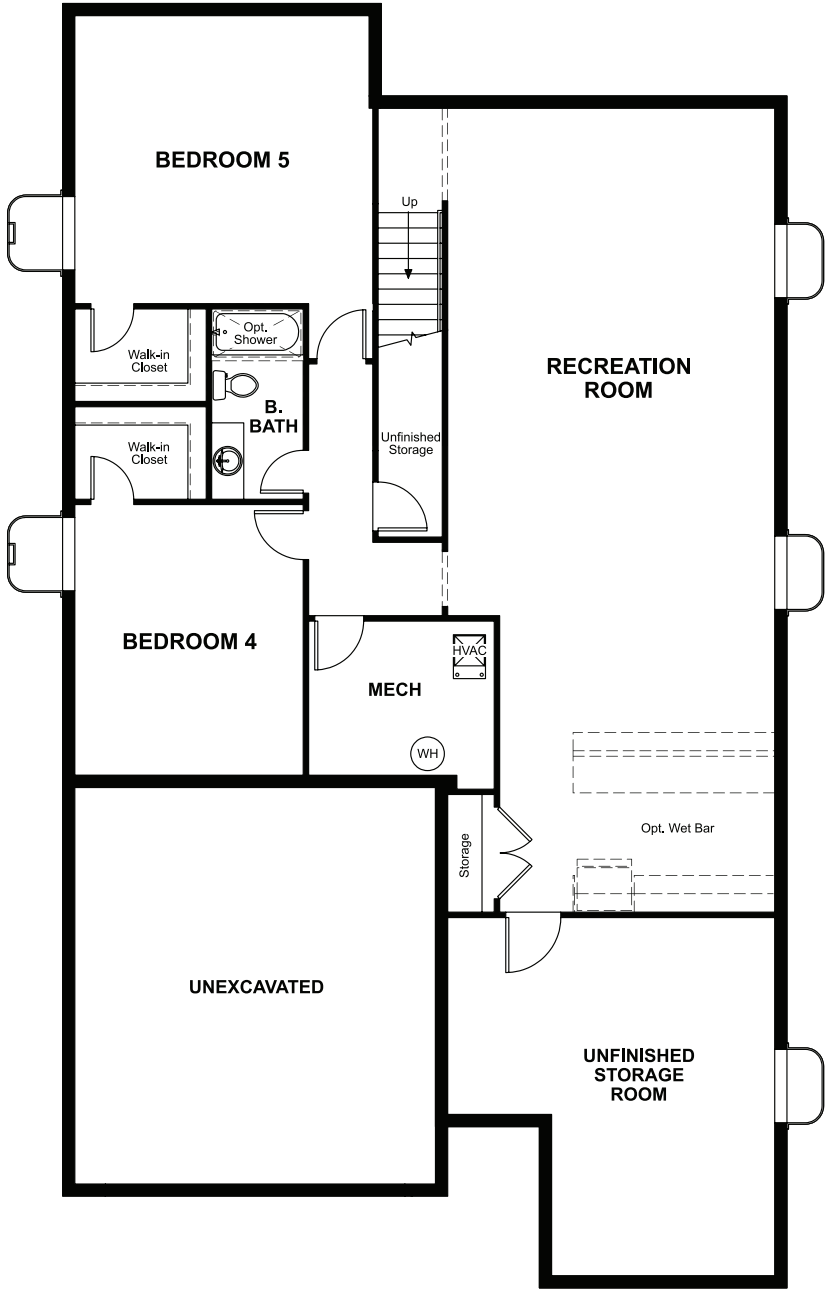 BEDROOM 5
Up
Opt.
Shower
Walk-in
Closet
RECREATION
ROOM
B.
BATH
Unfinished
Storage
Walk-in
Closet
BEDROOM 4
HVAC
MECH
WH
Storage
Opt. Wet Bar
UNEXCAVATED
UNFINISHED
STORAGE
ROOM